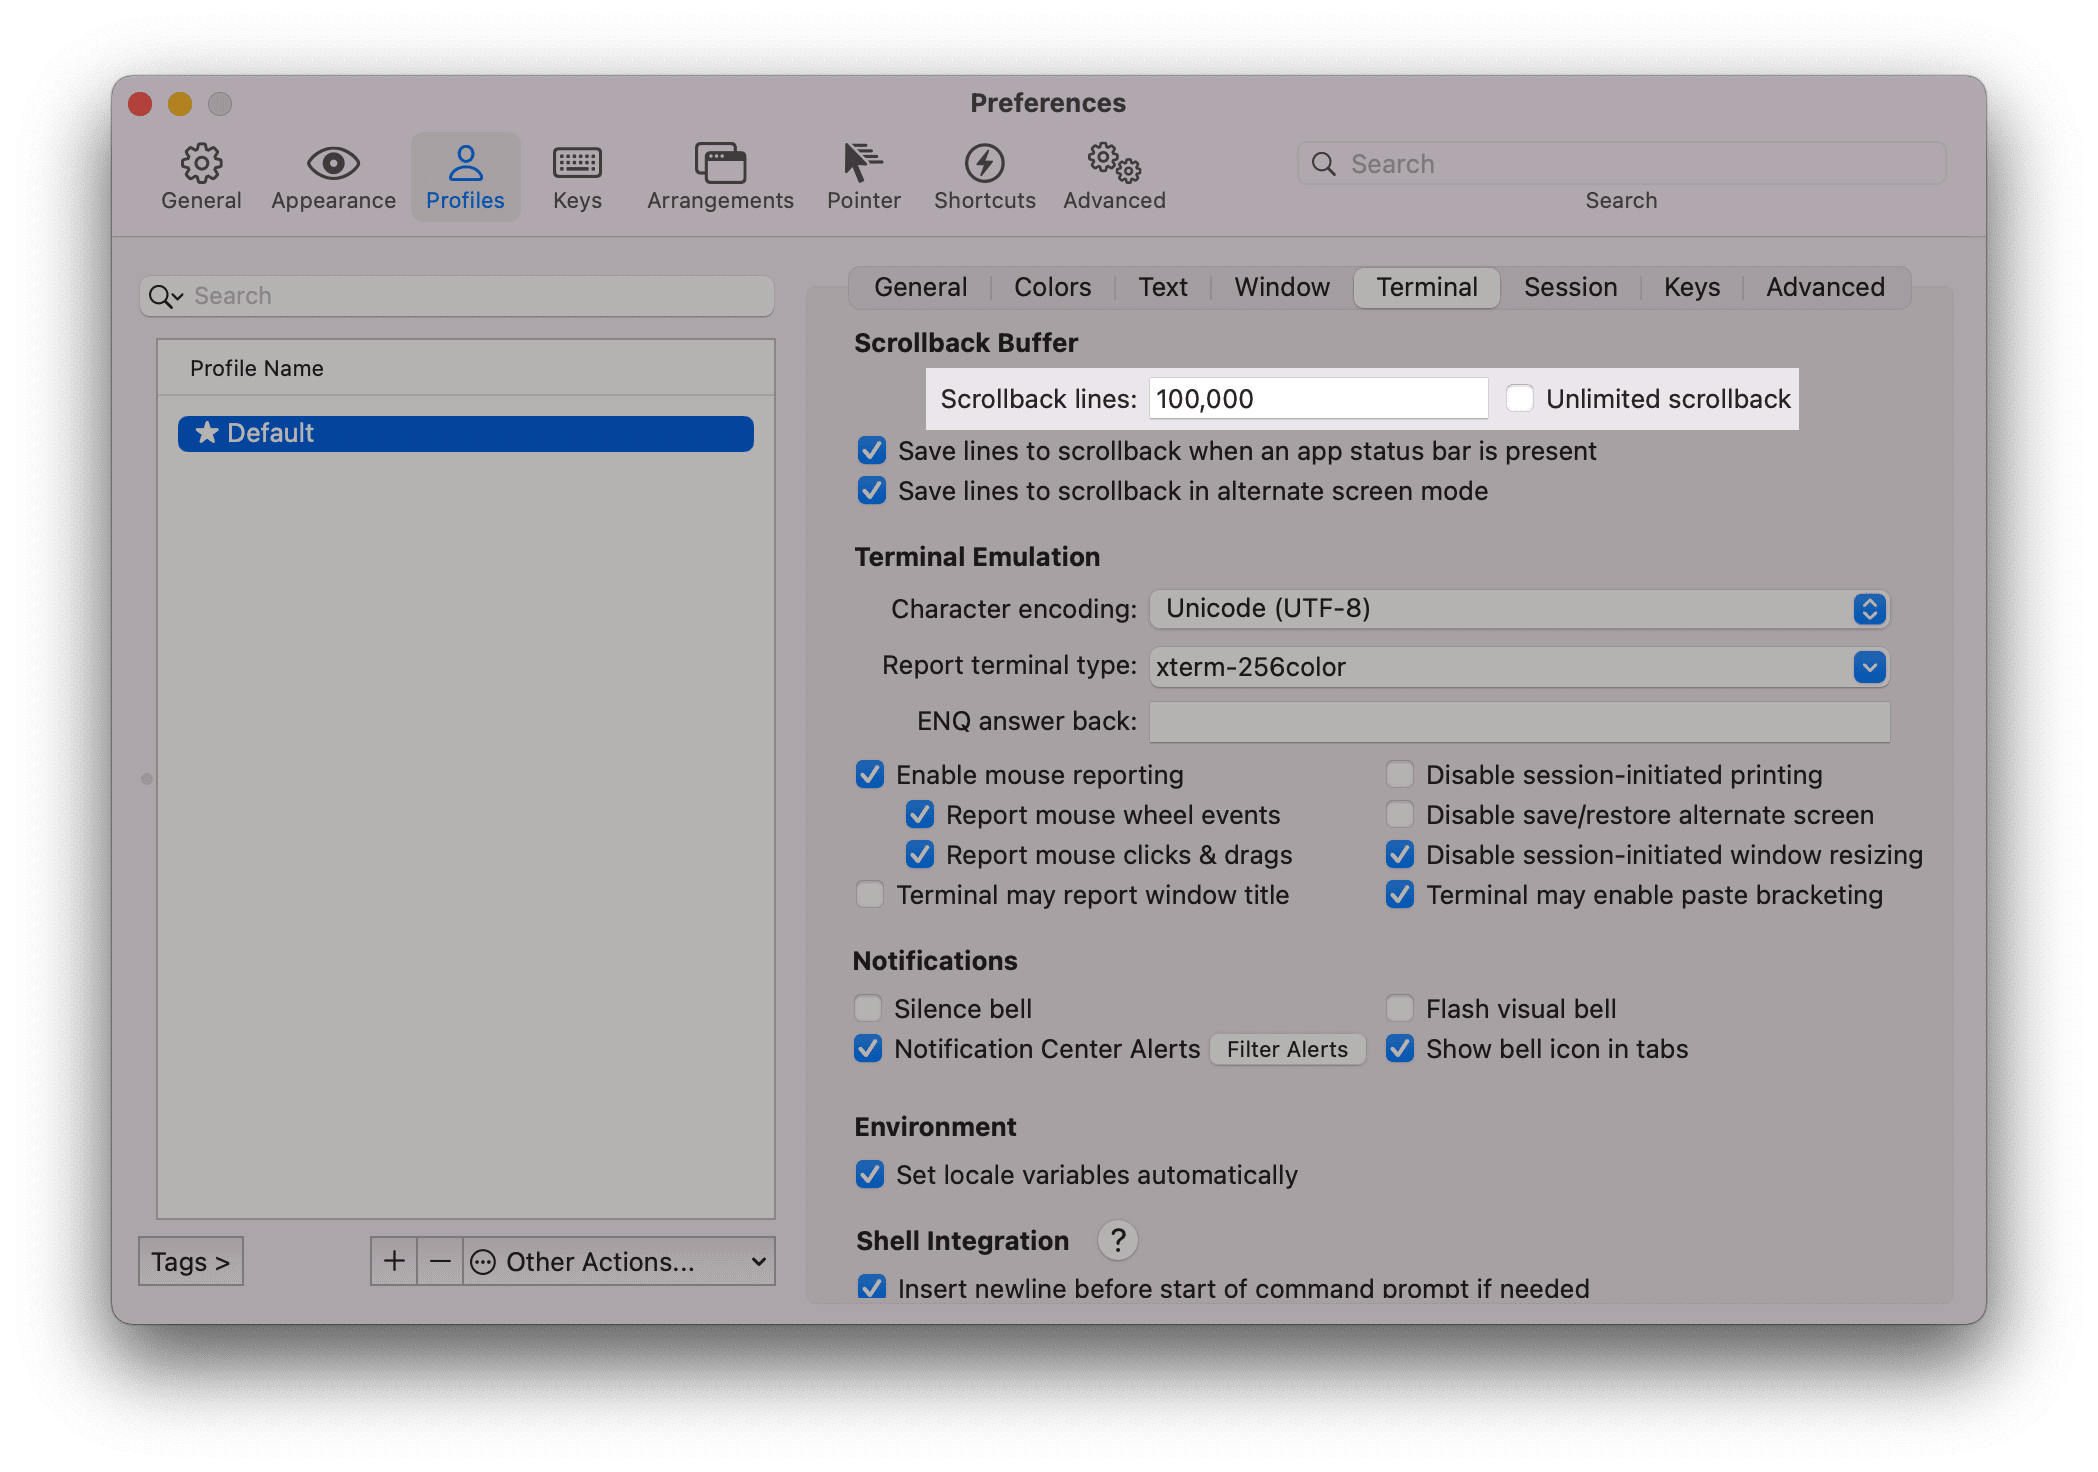 Preferences
General
Appearance
Profiles
Keys
Arrangements
Pointer
Shortcuts
Advanced
Search
Search
Search
Profile Name
Default
Tags >
Other Actions...
General Colors Text Window Terminal Session Keys Advanced
Scrollback Buffer
Scrollback lines: 100,000 Unlimited scrollback
Save lines to scrollback when an app status bar is present
Save lines to scrollback in alternate screen mode
Terminal Emulation
Character encoding: Unicode (UTF-8)
Report terminal type: xterm-256color
ENQ answer back:
Enable mouse reporting
Disable session-initiated printing
Report mouse wheel events
Disable save/restore alternate screen
Report mouse clicks & drags
Disable session-initiated window resizing
Terminal may report window title
Terminal may enable paste bracketing
Notifications
Silence bell
Flash visual bell
Notification Center Alerts Filter Alerts
Show bell icon in tabs
Environment
Set locale variables automatically
Shell Integration ?
Insert newline before start of command prompt if needed